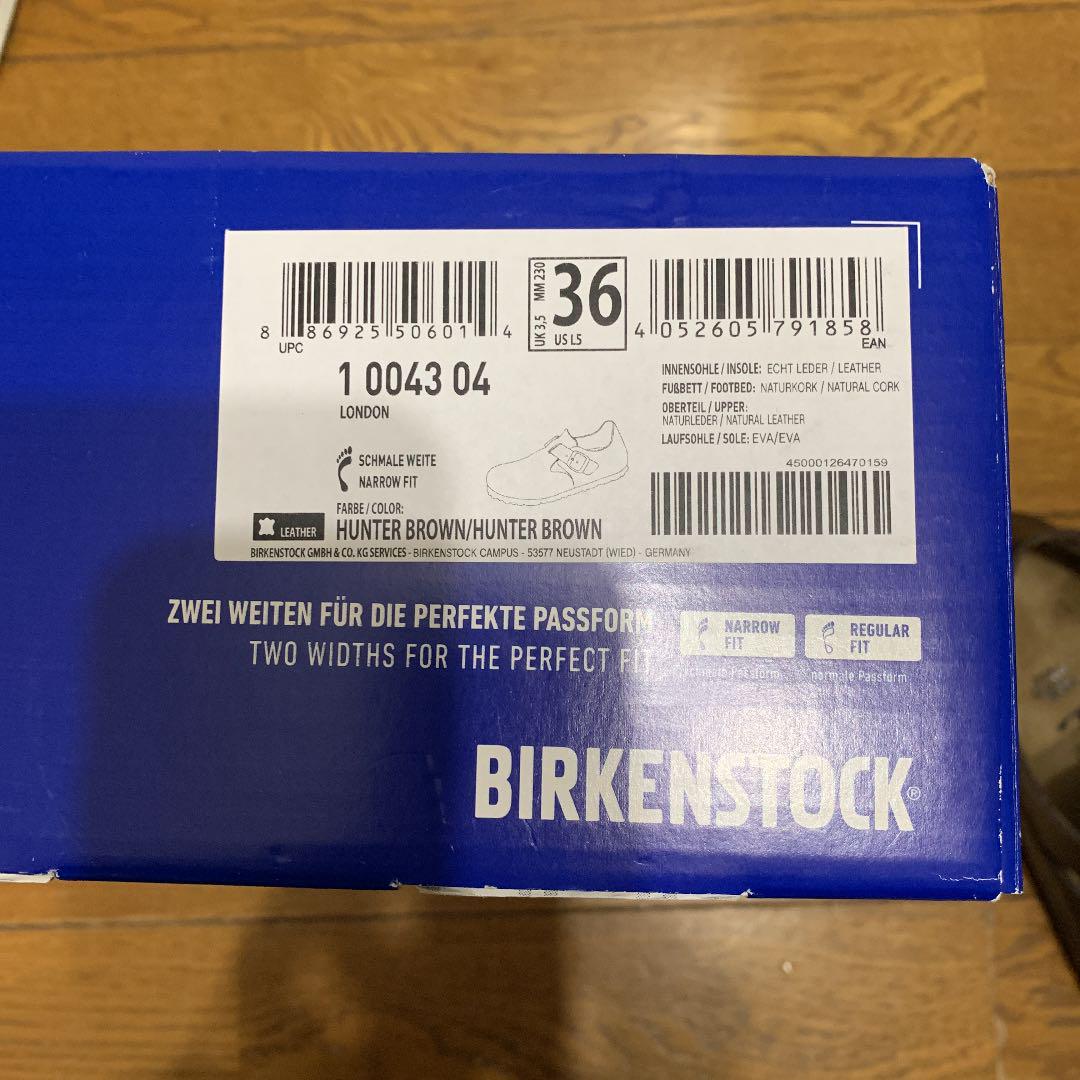 8 86925 50601 4
UPC
UK 3,5 MM 230
36
US L5
4 052605 791858
EAN
1 0043 04
LONDON
SCHMALE WEITE
NARROW FIT
FARBE / COLOR:
LEATHER
HUNTER BROWN/HUNTER BROWN
INNENSOHLE / INSOLE: ECHT LEDER / LEATHER
FUßBETT / FOOTBED: NATURKORK / NATURAL CORK
OBERTEIL / UPPER:
NATURLEDER / NATURAL LEATHER
LAUFSOHLE / SOLE: EVA/EVA
45000126470159
BIRKENSTOCK GMBH & CO. KG SERVICES - BIRKENSTOCK CAMPUS - 53577 NEUSTADT (WIED) - GERMANY
ZWEI WEITEN FÜR DIE PERFEKTE PASSFORM
TWO WIDTHS FOR THE PERFECT FIT
NARROW
FIT
schmale Passform
REGULAR
FIT
normale Passform
BIRKENSTOCK®